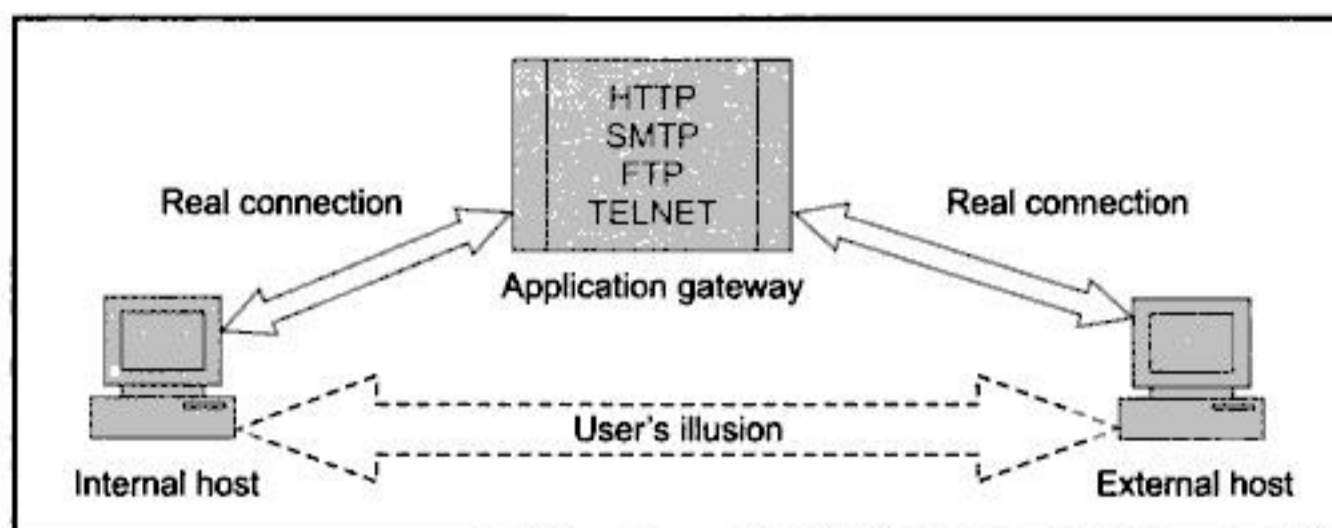 HTTP
SMTP
FTP
TELNET
Real connection
Real connection
Application gateway
User's illusion
Internal host
External host